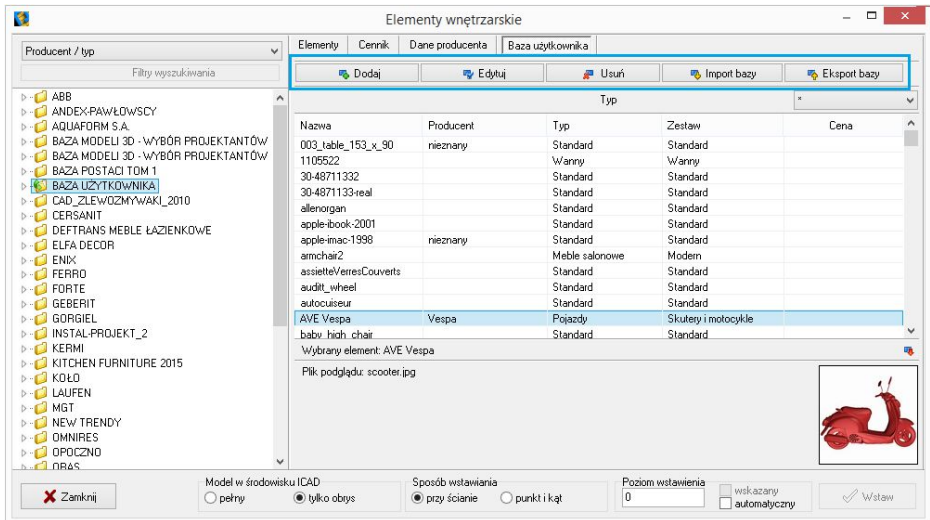 Elementy wnętrzarskie
Producent / typ
Filtry wyszukiwania
ABB
ANDEX-PAWŁOWSCY
AQUAFORM S.A.
BAZA MODELI 3D - WYBÓR PROJEKTANTÓW
BAZA MODELI 3D - WYBÓR PROJEKTANTÓW
BAZA POSTACI TOM 1
BAZA UŻYTKOWNIKA
CAD_ZLEWOZMYWAKI_2010
CERSANIT
DEFTRANS MEBLE ŁAZIENKOWE
ELFA DECOR
ENIX
FERRO
FORTE
GEBERIT
GORGIEL
INSTAL-PROJEKT_2
KERMI
KITCHEN FURNITURE 2015
KOŁO
LAUFEN
MGT
NEW TRENDY
OMNIRES
OPOCZNO
ORAS
Elementy Cennik Dane producenta Baza użytkownika
Dodaj Edytuj Usuń Import bazy Eksport bazy
Typ *
Nazwa Producent Typ Zestaw Cena
003_table_153_x_90 nieznany Standard Standard
1105522 Wanny Wanny
30-48711332 Standard Standard
30-4871133-real Standard Standard
allenorgan Standard Standard
apple-ibook-2001 Standard Standard
apple-imac-1998 nieznany Standard Standard
armchair2 Meble salonowe Modern
assietteVerresCouverts Standard Standard
auditt_wheel Standard Standard
autocuiseur Standard Standard
AVE Vespa Vespa Pojazdy Skutery i motocykle
baby_high_chair Standard Standard
Wybrany element: AVE Vespa
Plik podglądu: scooter.jpg
Zamknij
Model w środowisku ICAD
pełny tylko obrys
Sposób wstawiania
przy ścianie punkt i kąt
Poziom wstawienia
0
wskazany
automatyczny
Wstaw